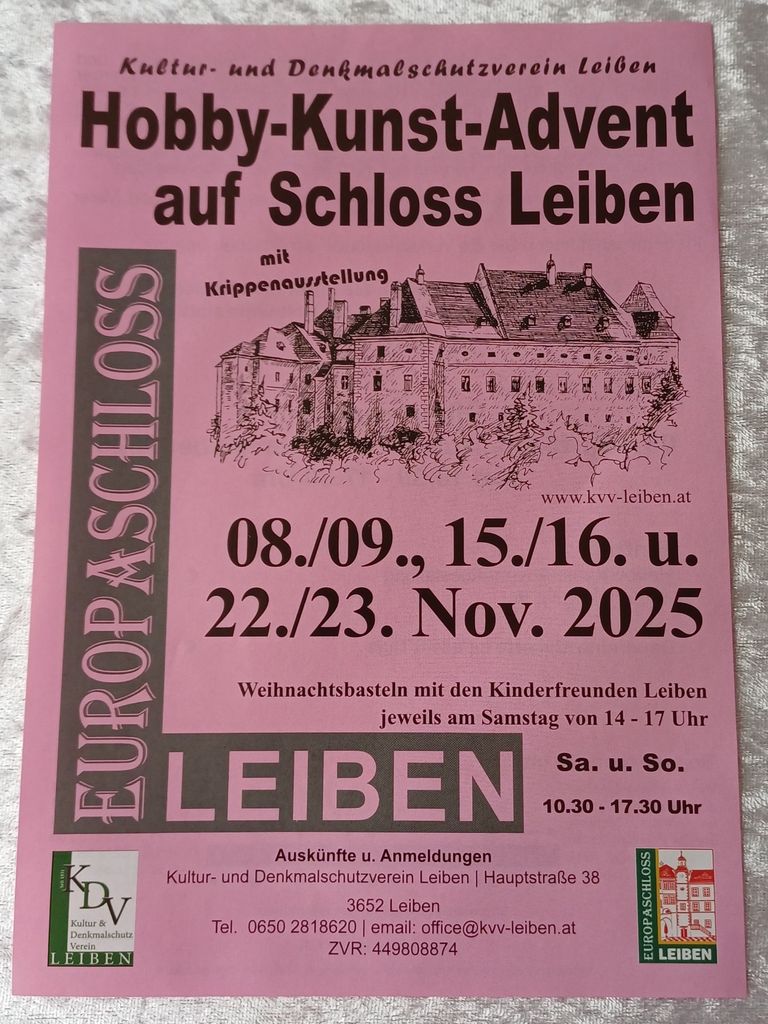 Kultur- und Denkmalschutzverein Leiben
Hobby-Kunst-Advent
auf Schloss Leiben
mit
Krippenausstellung
EUROPASCHLOSS
www.kvv-leiben.at
08./09., 15./16. u.
22./23. Nov. 2025
Weihnachtsbasteln mit den Kinderfreunden Leiben
jeweils am Samstag von 14 - 17 Uhr
LEIBEN
Sa. u. So.
10.30 - 17.30 Uhr
Auskünfte u. Anmeldungen
Kultur- und Denkmalschutzverein Leiben | Hauptstraße 38
3652 Leiben
Tel. 0650 2818620 | email: office@kvv-leiben.at
ZVR: 449808874
KDV
Kultur &
Denkmalschutz
Verein
LEIBEN
EUROPASCHLOSS
LEIBEN